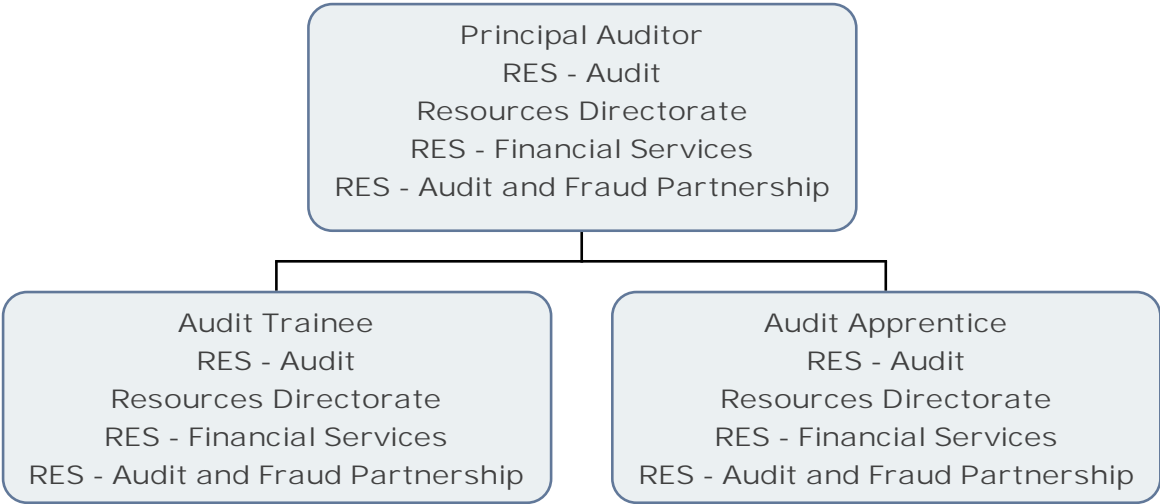 Principal Auditor
RES - Audit
Resources Directorate
RES - Financial Services
RES - Audit and Fraud Partnership
Audit Trainee
RES - Audit
Resources Directorate
RES - Financial Services
RES - Audit and Fraud Partnership
Audit Apprentice
RES - Audit
Resources Directorate
RES - Financial Services
RES - Audit and Fraud Partnership